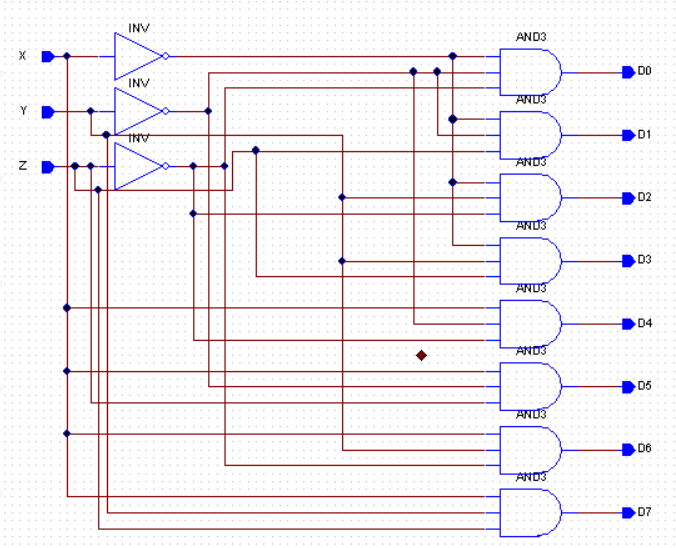 INV
AND3
X
D0
INV
AND3
Y
D1
INV
AND3
Z
D2
AND3
D3
AND3
D4
AND3
D5
AND3
D6
AND3
D7